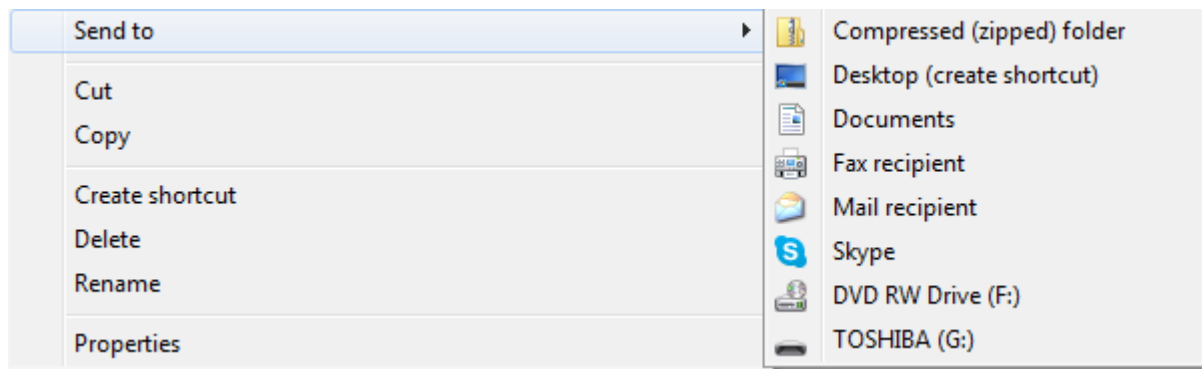 Send to
Cut
Copy
Create shortcut
Delete
Rename
Properties
Compressed (zipped) folder
Desktop (create shortcut)
Documents
Fax recipient
Mail recipient
Skype
DVD RW Drive (F:)
TOSHIBA (G:)